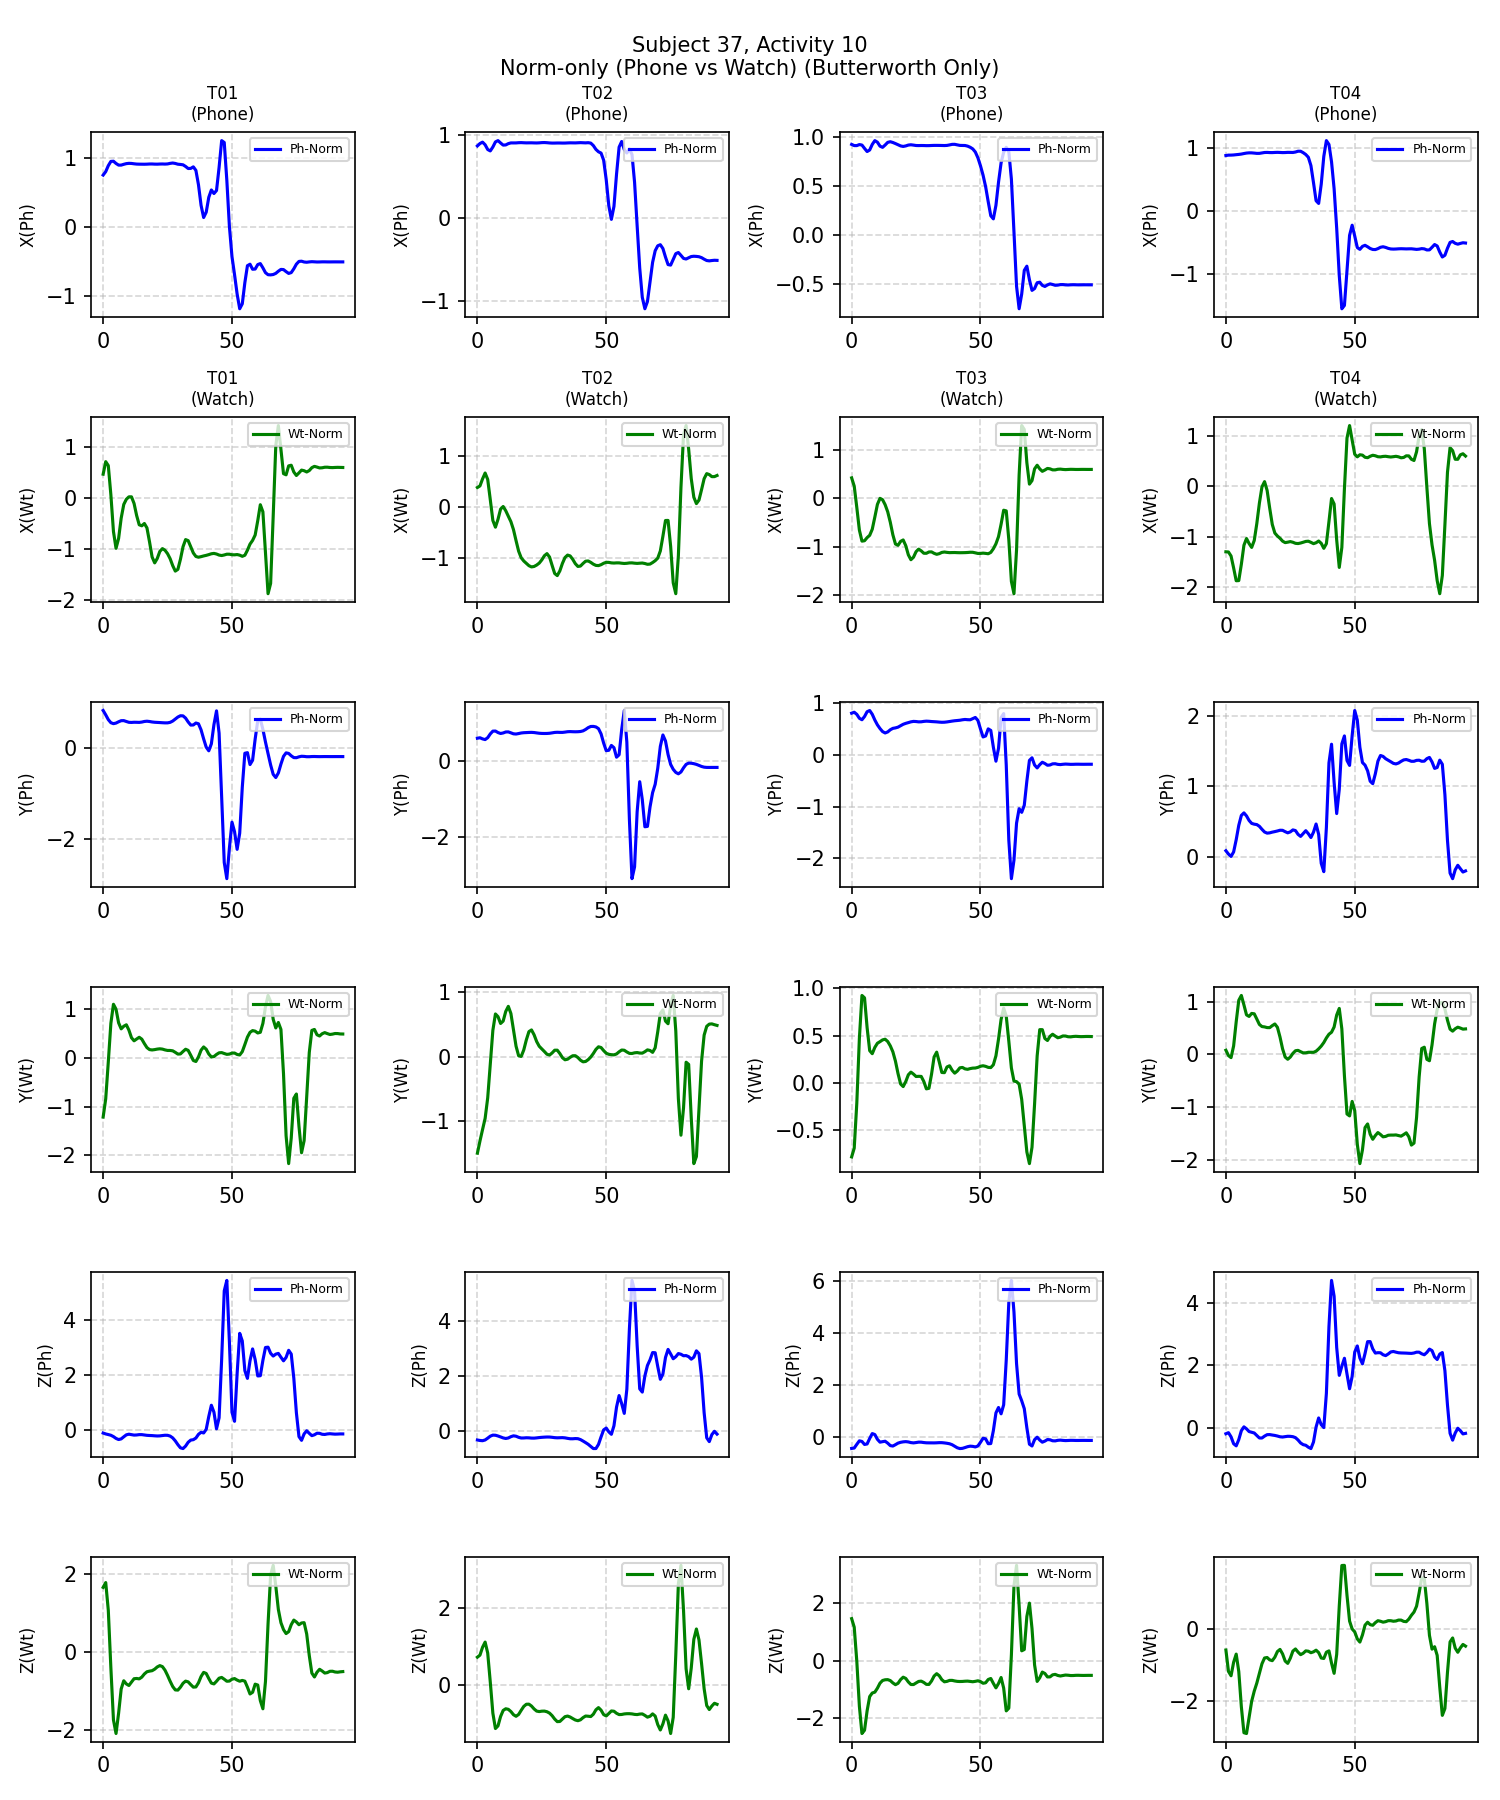 Subject 37, Activity 10
Norm-only (Phone vs Watch) (Butterworth Only)
T01
(Phone)
T02
(Phone)
T03
(Phone)
T04
(Phone)
X(Ph)
1
0
−1
0
50
Ph-Norm
X(Ph)
1
0
−1
0
50
Ph-Norm
X(Ph)
1.0
0.5
0.0
−0.5
0
50
Ph-Norm
X(Ph)
1
0
−1
0
50
Ph-Norm
T01
(Watch)
T02
(Watch)
T03
(Watch)
T04
(Watch)
X(Wt)
1
0
−1
−2
0
50
Wt-Norm
X(Wt)
1
0
−1
0
50
Wt-Norm
X(Wt)
1
0
−1
−2
0
50
Wt-Norm
X(Wt)
1
0
−1
−2
0
50
Wt-Norm
Y(Ph)
0
−2
0
50
Ph-Norm
Y(Ph)
0
−2
0
50
Ph-Norm
Y(Ph)
1
0
−1
−2
0
50
Ph-Norm
Y(Ph)
2
1
0
0
50
Ph-Norm
Y(Wt)
1
0
−1
−2
0
50
Wt-Norm
Y(Wt)
1
0
−1
0
50
Wt-Norm
Y(Wt)
1.0
0.5
0.0
−0.5
0
50
Wt-Norm
Y(Wt)
1
0
−1
−2
0
50
Wt-Norm
Z(Ph)
4
2
0
0
50
Ph-Norm
Z(Ph)
4
2
0
0
50
Ph-Norm
Z(Ph)
6
4
2
0
0
50
Ph-Norm
Z(Ph)
4
2
0
0
50
Ph-Norm
Z(Wt)
2
0
−2
0
50
Wt-Norm
Z(Wt)
2
0
0
50
Wt-Norm
Z(Wt)
2
0
−2
0
50
Wt-Norm
Z(Wt)
0
−2
0
50
Wt-Norm